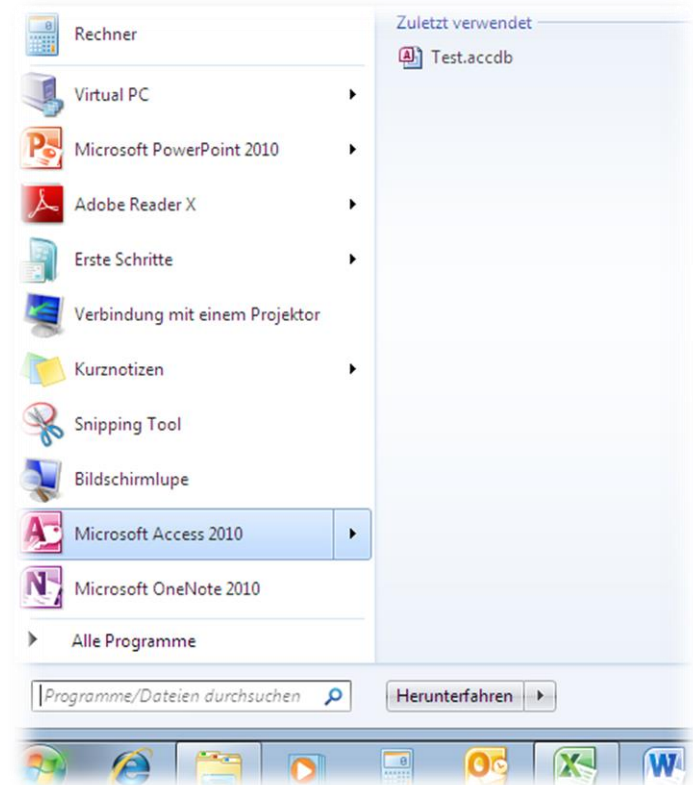 Rechner
Virtual PC
Microsoft PowerPoint 2010
Adobe Reader X
Erste Schritte
Verbindung mit einem Projektor
Kurznotizen
Snipping Tool
Bildschirmlupe
Microsoft Access 2010
Microsoft OneNote 2010
Alle Programme
Programme/Dateien durchsuchen
Zuletzt verwendet
Test.accdb
Herunterfahren